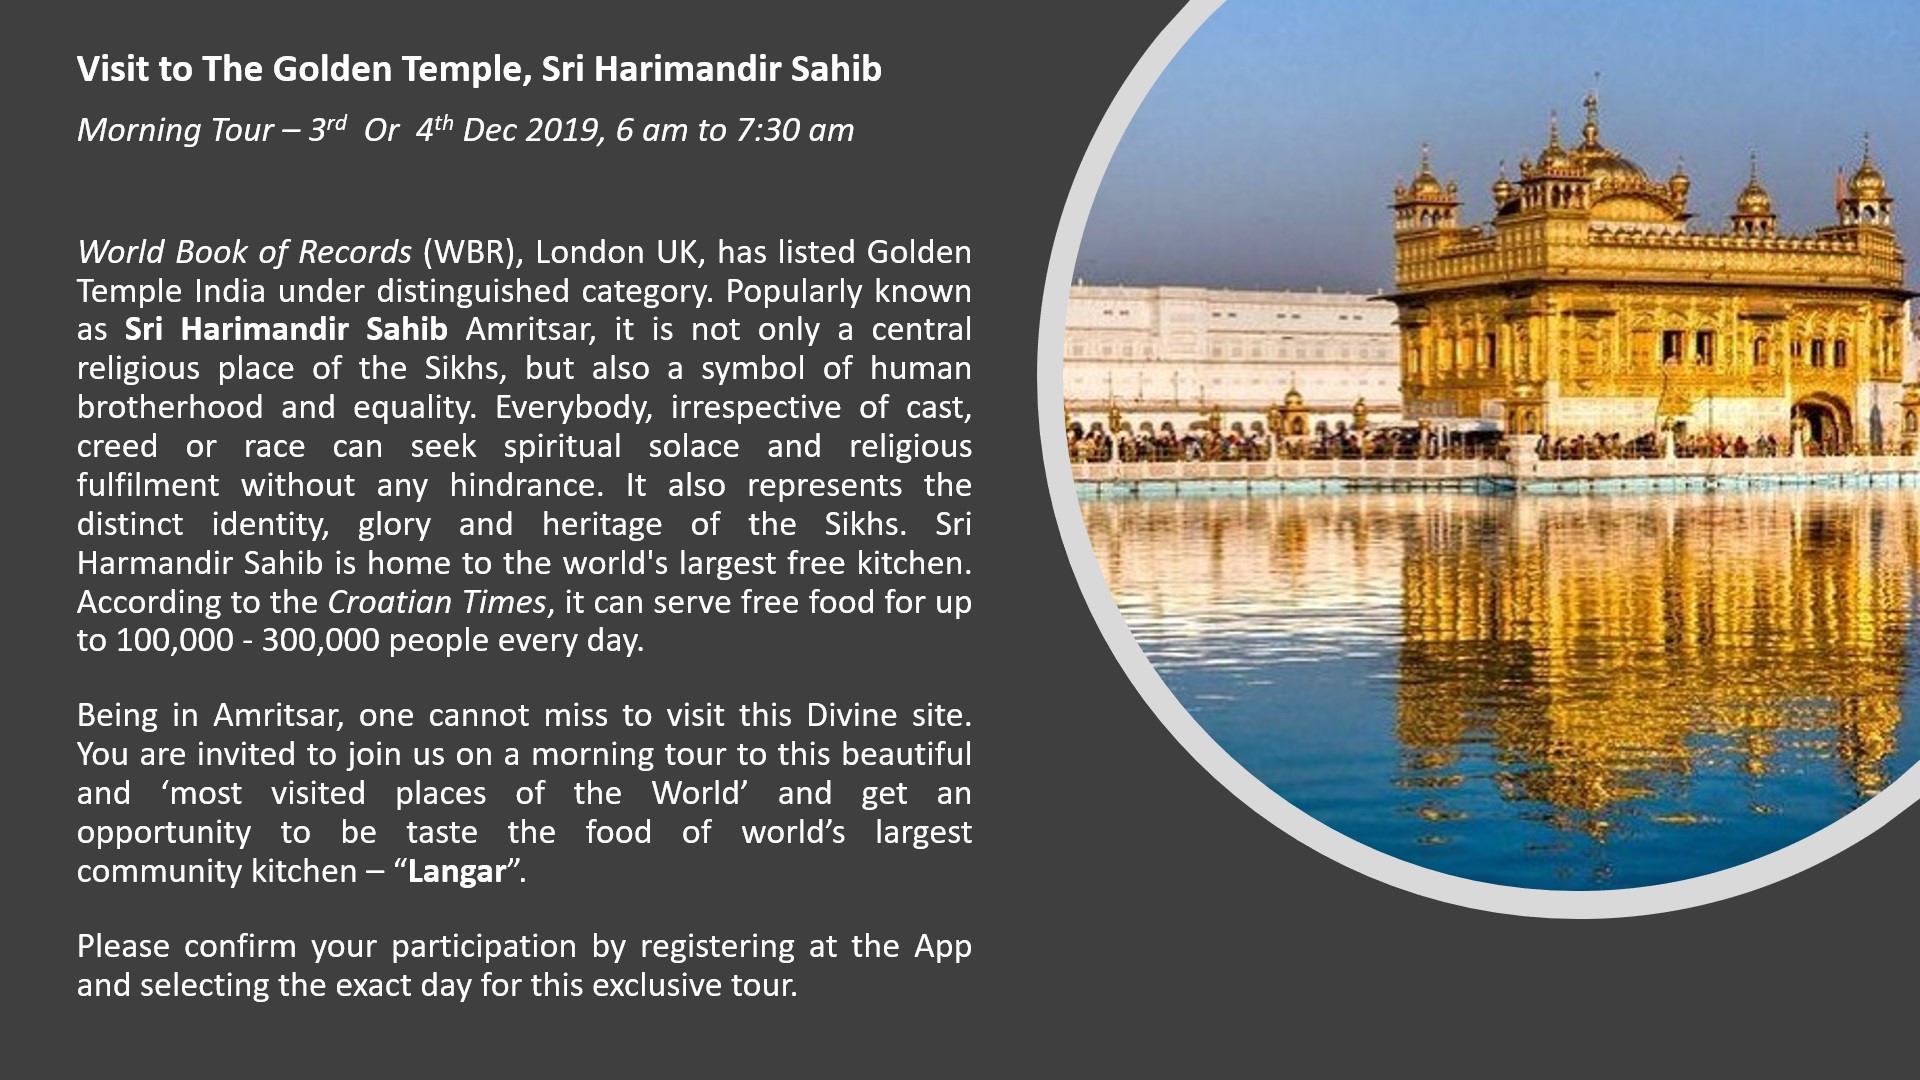 Visit to The Golden Temple, Sri Harimandir Sahib
Morning Tour – 3rd Or 4th Dec 2019, 6 am to 7:30 am
World Book of Records (WBR), London UK, has listed Golden
Temple India under distinguished category. Popularly known
as Sri Harimandir Sahib Amritsar, it is not only a central
religious place of the Sikhs, but also a symbol of human
brotherhood and equality. Everybody, irrespective of cast,
creed or race can seek spiritual solace and religious
fulfilment without any hindrance. It also represents the
distinct identity, glory and heritage of the Sikhs. Sri
Harmandir Sahib is home to the world's largest free kitchen.
According to the Croatian Times, it can serve free food for up
to 100,000 - 300,000 people every day.
Being in Amritsar, one cannot miss to visit this Divine site.
You are invited to join us on a morning tour to this beautiful
and ‘most visited places of the World’ and get an
opportunity to be taste the food of world’s largest
community kitchen – “Langar”.
Please confirm your participation by registering at the App
and selecting the exact day for this exclusive tour.